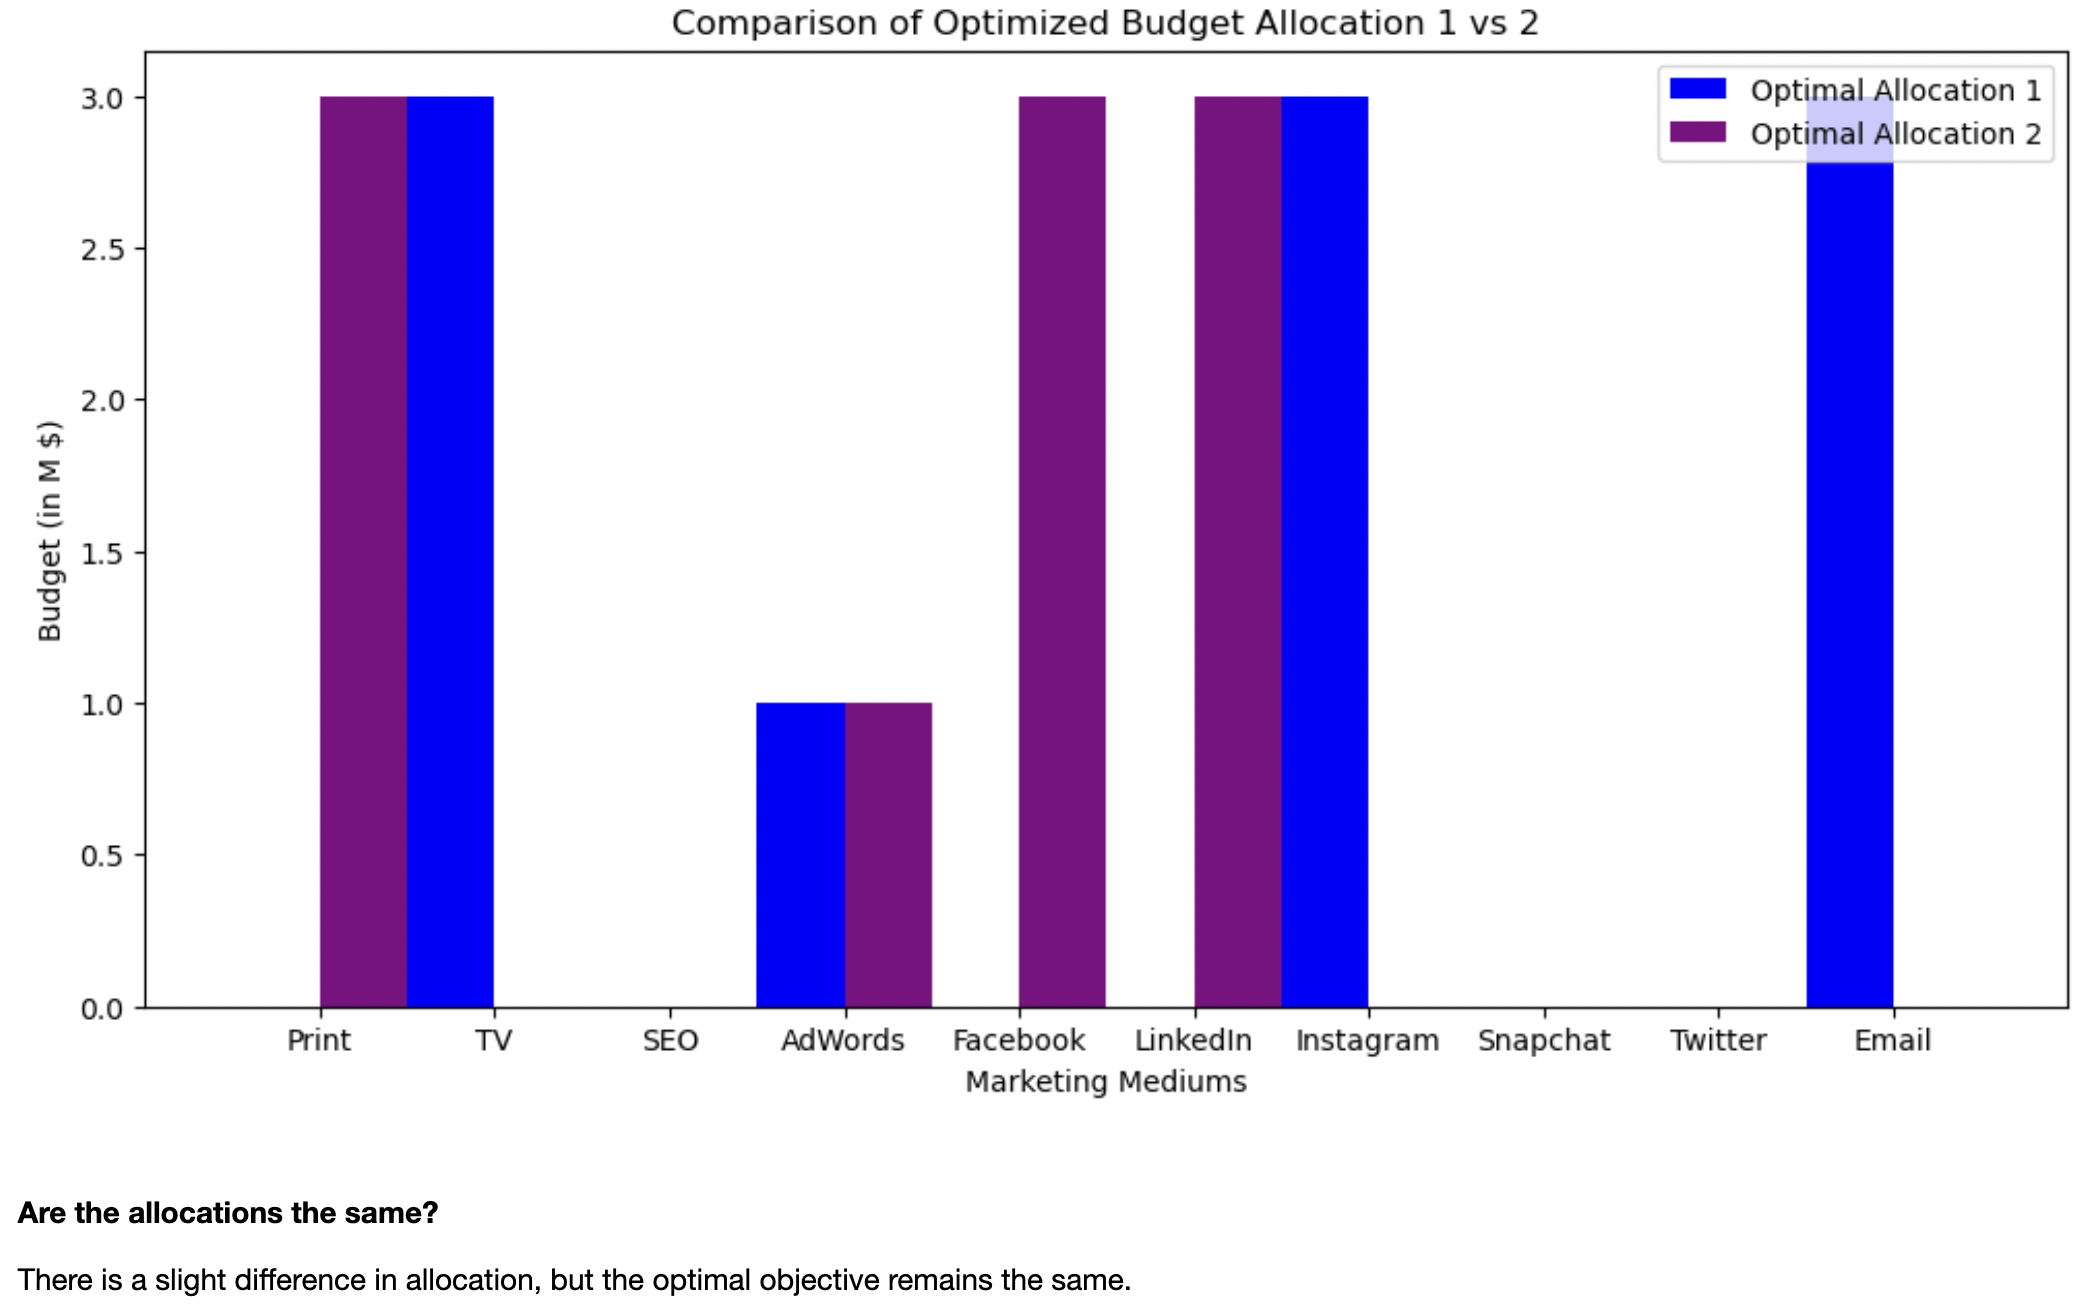 Comparison of Optimized Budget Allocation 1 vs 2
Optimal Allocation 1
Optimal Allocation 2
3.0
2.5
2.0
1.5
1.0
0.5
0.0
Budget (in M $)
Print TV SEO AdWords Facebook LinkedIn Instagram Snapchat Twitter Email
Marketing Mediums
Are the allocations the same?
There is a slight difference in allocation, but the optimal objective remains the same.